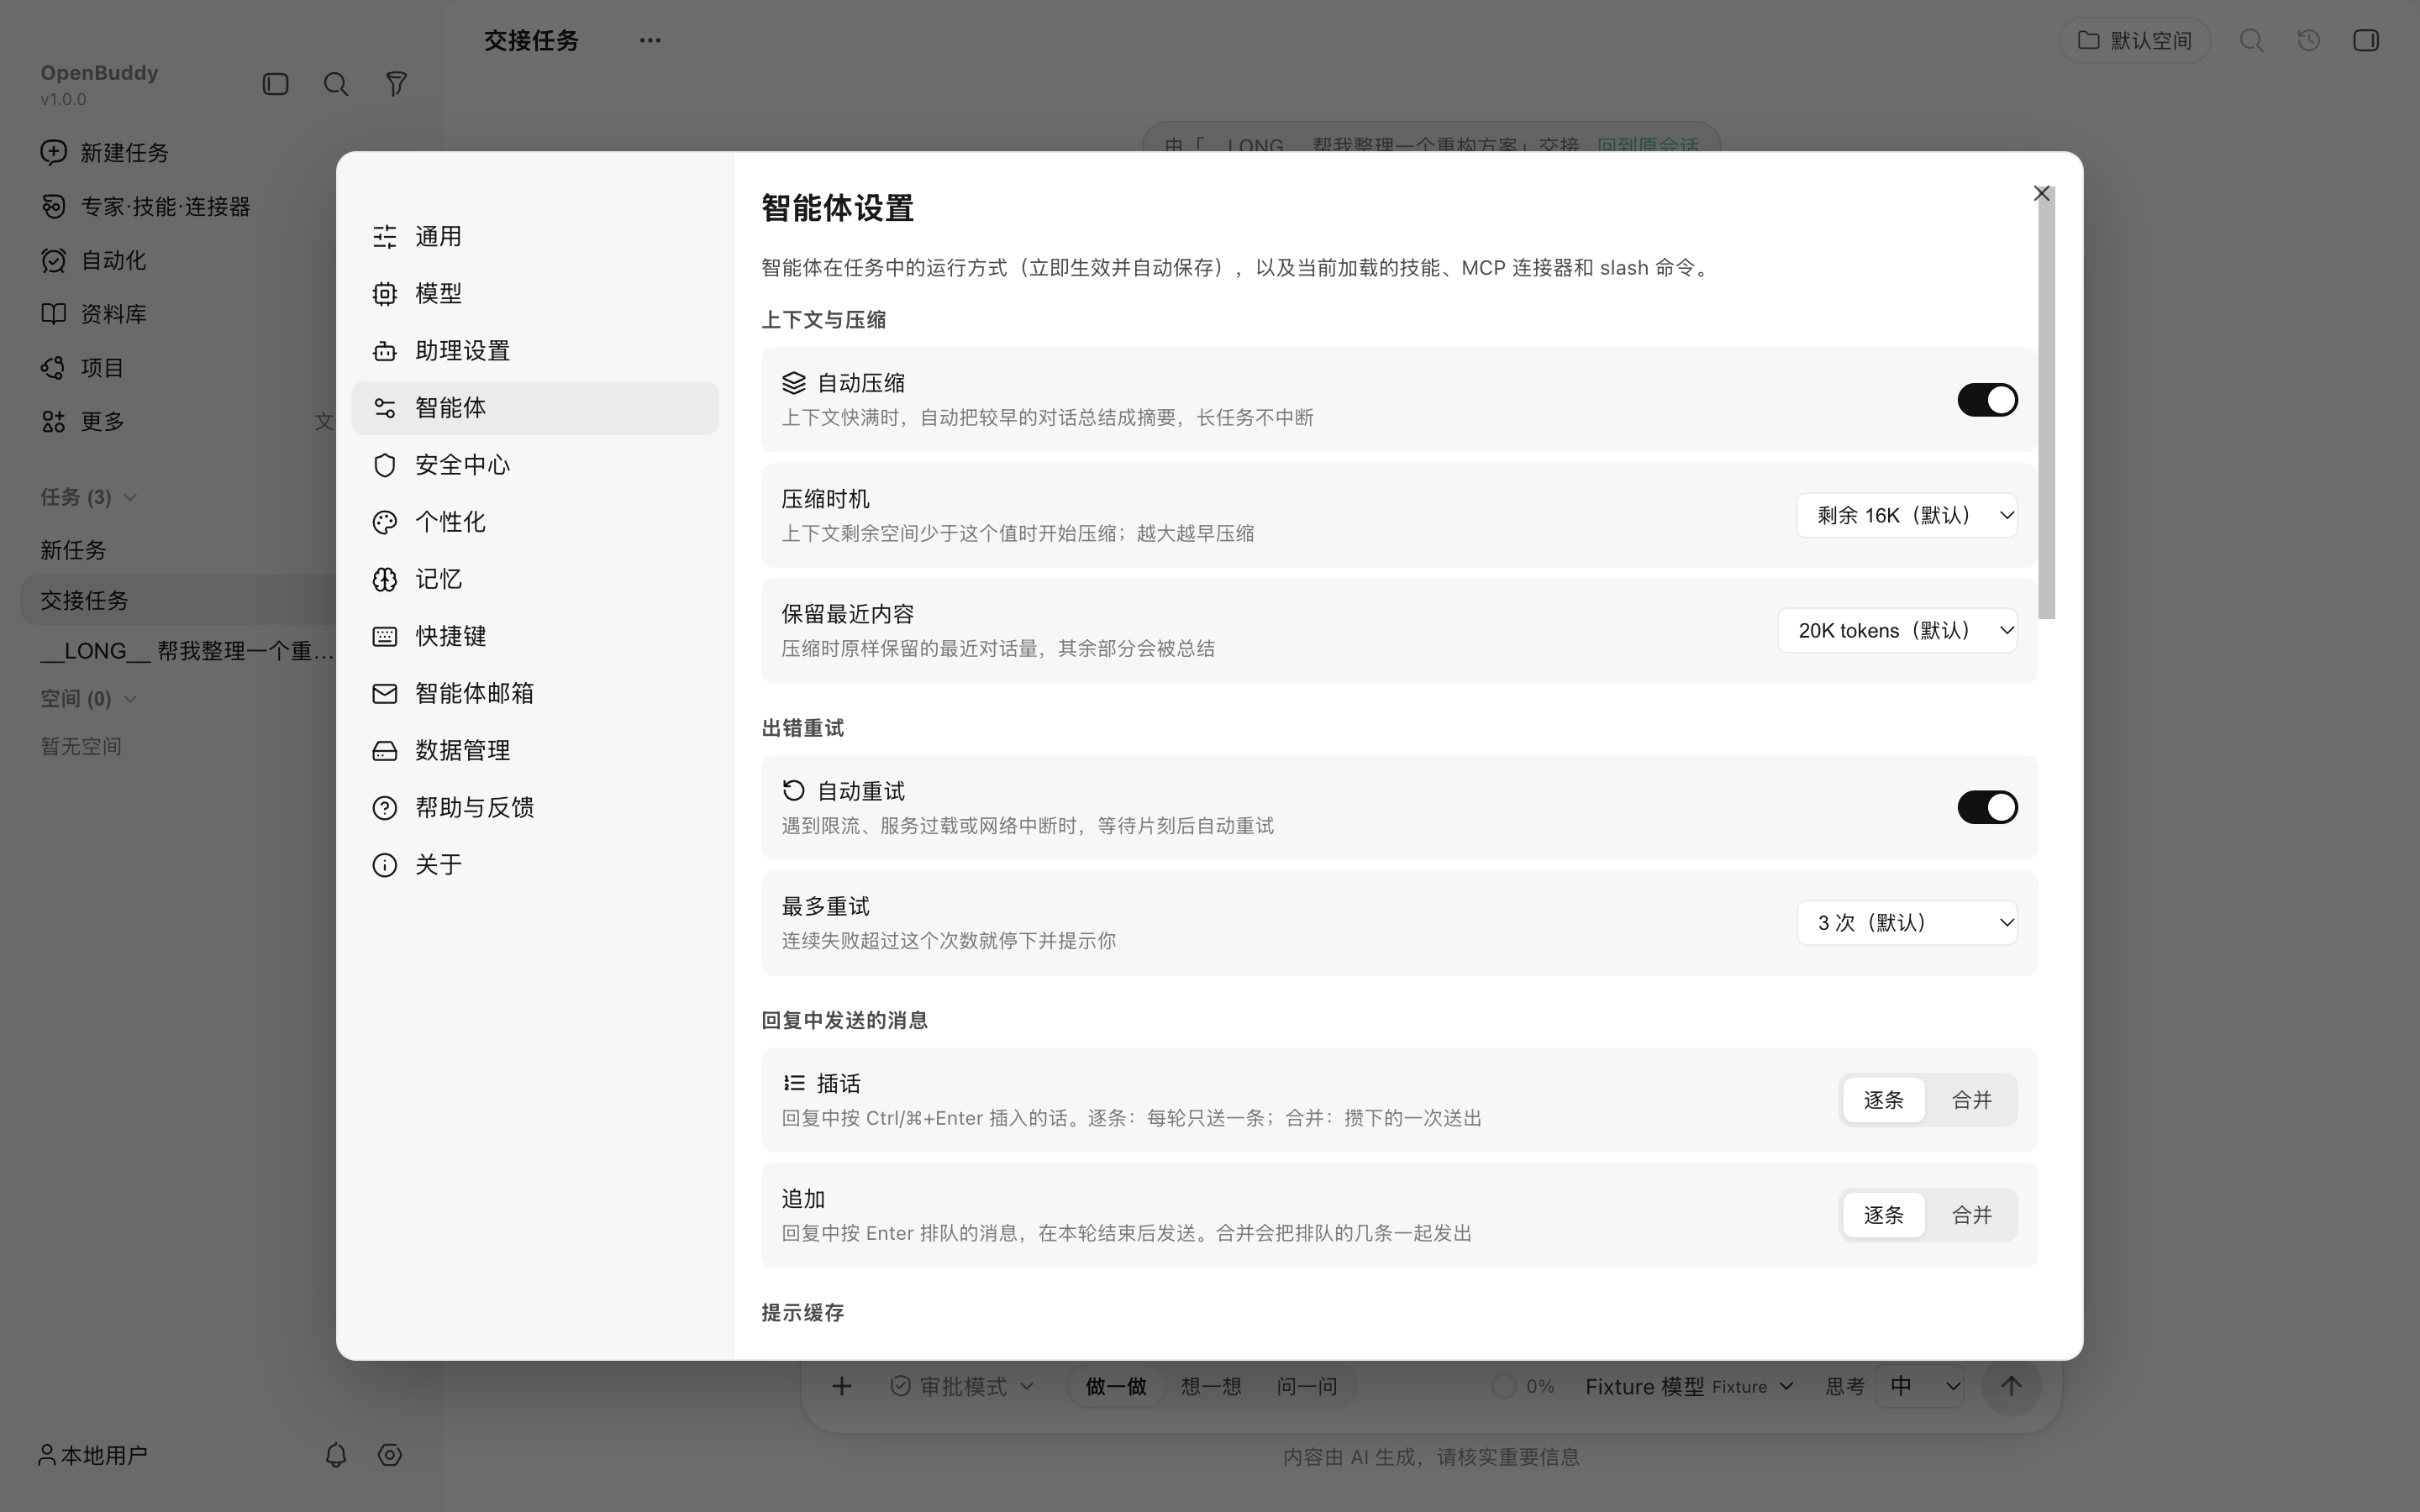 OpenBuddy
v1.0.0
新建任务
专家·技能·连接器
自动化
资料库
项目
更多
文
任务 (3)
新任务
交接任务
__LONG__ 帮我整理一个重…
空间 (0)
暂无空间
本地用户
交接任务
默认空间
由「__LONG__ 帮我整理一个重构方案」交接 回到原会话
通用
模型
助理设置
智能体
安全中心
个性化
记忆
快捷键
智能体邮箱
数据管理
帮助与反馈
关于
智能体设置
智能体在任务中的运行方式（立即生效并自动保存），以及当前加载的技能、MCP 连接器和 slash 命令。
上下文与压缩
自动压缩
上下文快满时，自动把较早的对话总结成摘要，长任务不中断
压缩时机
上下文剩余空间少于这个值时开始压缩；越大越早压缩
剩余 16K（默认）
保留最近内容
压缩时原样保留的最近对话量，其余部分会被总结
20K tokens（默认）
出错重试
自动重试
遇到限流、服务过载或网络中断时，等待片刻后自动重试
最多重试
连续失败超过这个次数就停下并提示你
3 次（默认）
回复中发送的消息
插话
回复中按 Ctrl/⌘+Enter 插入的话。逐条：每轮只送一条；合并：攒下的一次送出
逐条 合并
追加
回复中按 Enter 排队的消息，在本轮结束后发送。合并会把排队的几条一起发出
逐条 合并
提示缓存
审批模式 做一做 想一想 问一问 0% Fixture 模型 Fixture 思考 中
内容由 AI 生成，请核实重要信息